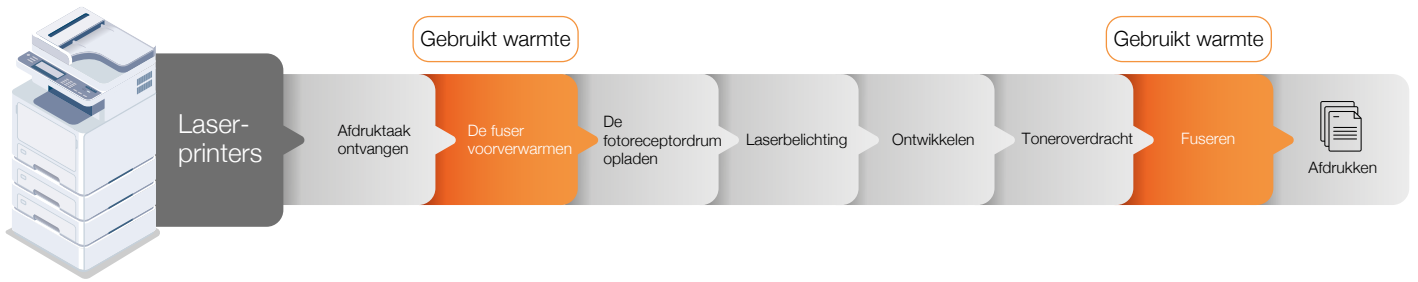 Gebruikt warmte
Gebruikt warmte
Laser-
printers
Afdruktaak
ontvangen
De fuser
voorverwarmen
De
fotoreceptordrum
opladen
Laserbelichting
Ontwikkelen
Toneroverdracht
Fuseren
Afdrukken